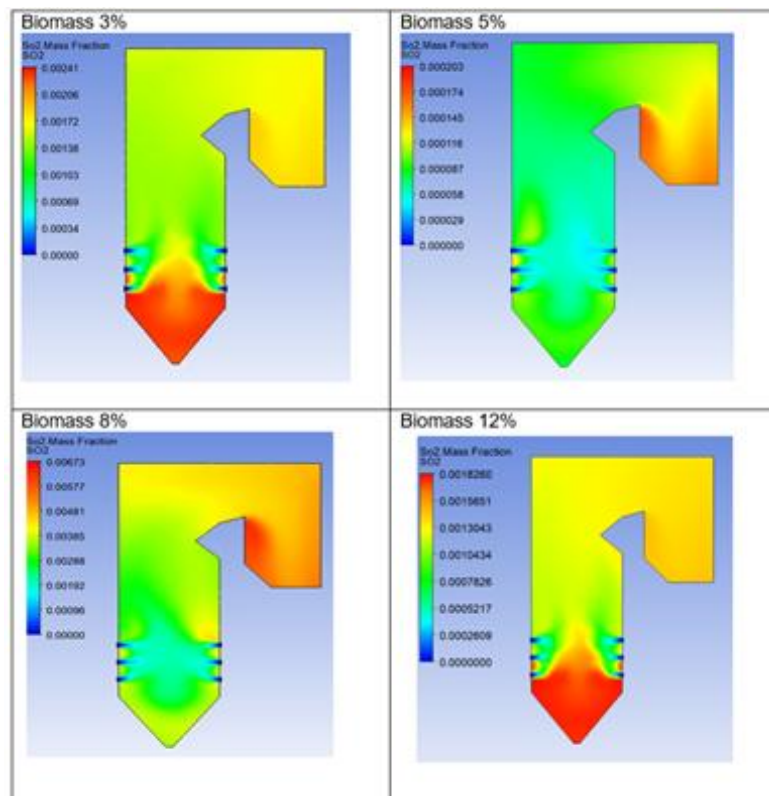 Biomass 3%
So2.Mass Fraction
SO2
0.00241
0.00206
0.00172
0.00138
0.00103
0.00069
0.00034
0.00000
Biomass 5%
So2.Mass Fraction
SO2
0.000203
0.000174
0.000145
0.000116
0.000087
0.000058
0.000029
0.000000
Biomass 8%
So2.Mass Fraction
SO2
0.00673
0.00577
0.00481
0.00385
0.00288
0.00192
0.00096
0.00000
Biomass 12%
So2.Mass Fraction
SO2
0.0018260
0.0015651
0.0013043
0.0010434
0.0007826
0.0005217
0.0002609
0.0000000